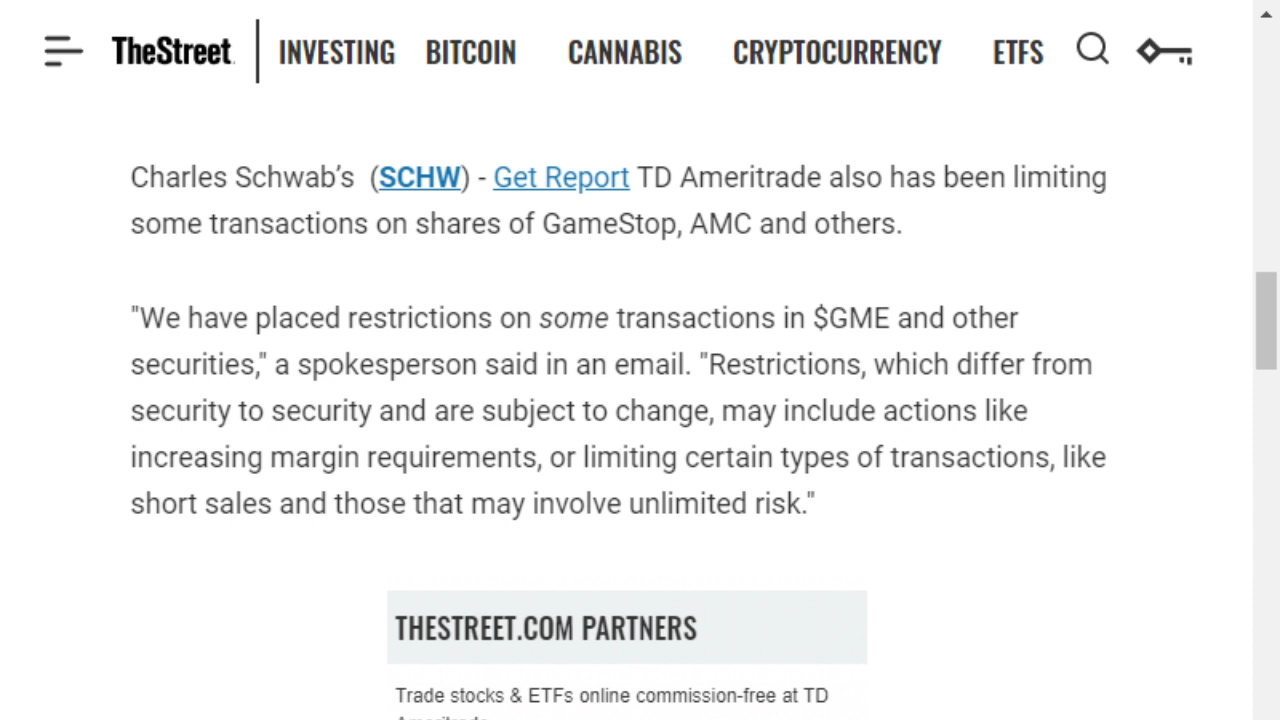 TheStreet INVESTING BITCOIN CANNABIS CRYPTOCURRENCY ETFS
Charles Schwab’s (SCHW) - Get Report TD Ameritrade also has been limiting
some transactions on shares of GameStop, AMC and others.
"We have placed restrictions on some transactions in $GME and other
securities," a spokesperson said in an email. "Restrictions, which differ from
security to security and are subject to change, may include actions like
increasing margin requirements, or limiting certain types of transactions, like
short sales and those that may involve unlimited risk."
THESTREET.COM PARTNERS
Trade stocks & ETFs online commission-free at TD